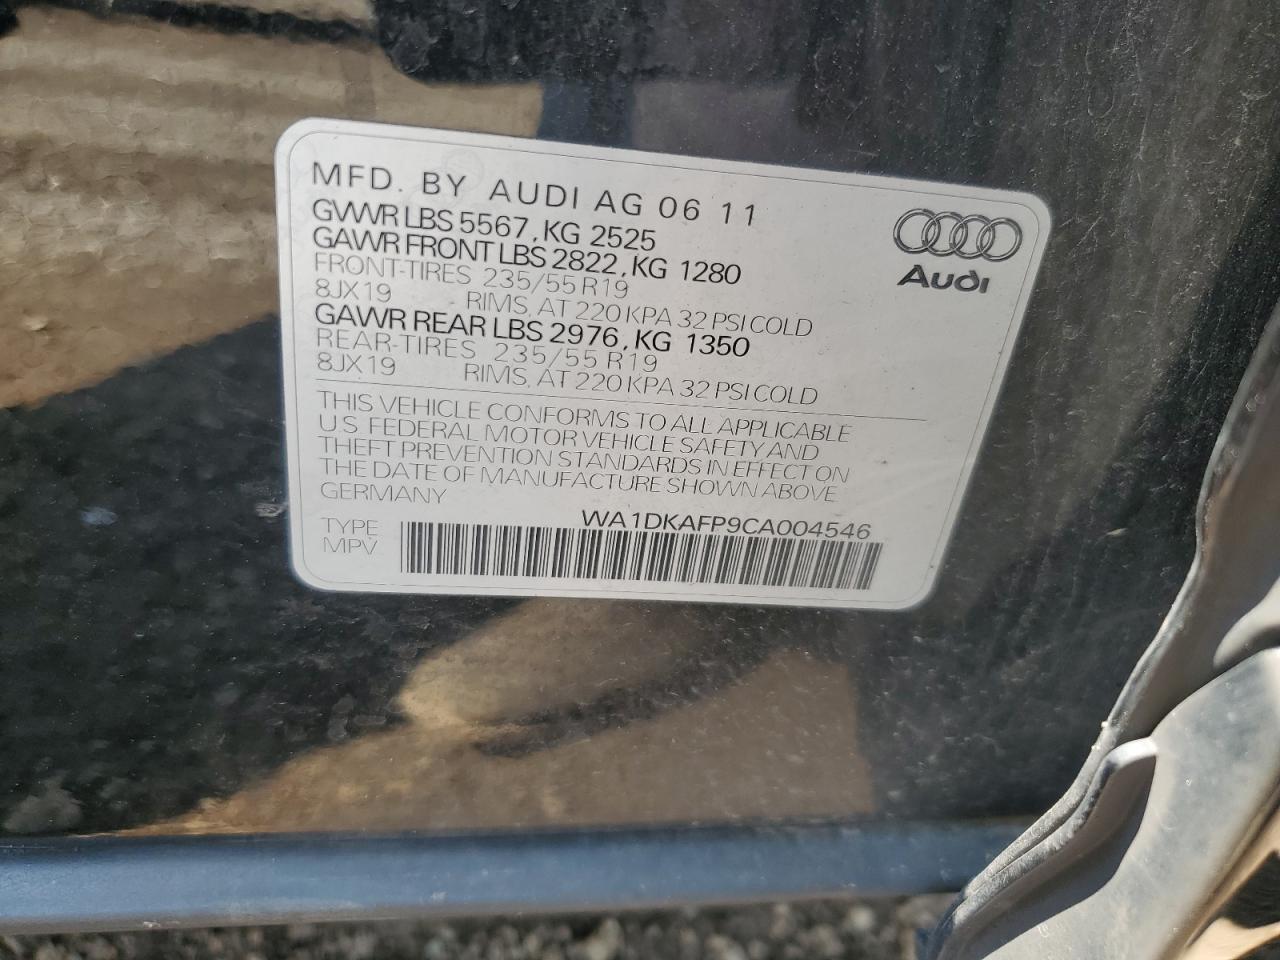 MFD. BY AUDI AG 06 11
GVWR LBS 5567, KG 2525
GAWR FRONT LBS 2822, KG 1280
FRONT-TIRES 235/55 R19
8JX19 RIMS, AT 220 KPA 32 PSI COLD
GAWR REAR LBS 2976, KG 1350
REAR-TIRES 235/55 R19
8JX19 RIMS, AT 220 KPA 32 PSI COLD
Audi
THIS VEHICLE CONFORMS TO ALL APPLICABLE
U.S. FEDERAL MOTOR VEHICLE SAFETY AND
THEFT PREVENTION STANDARDS IN EFFECT ON
THE DATE OF MANUFACTURE SHOWN ABOVE
GERMANY
WA1DKAFP9CA004546
TYPE
MPV